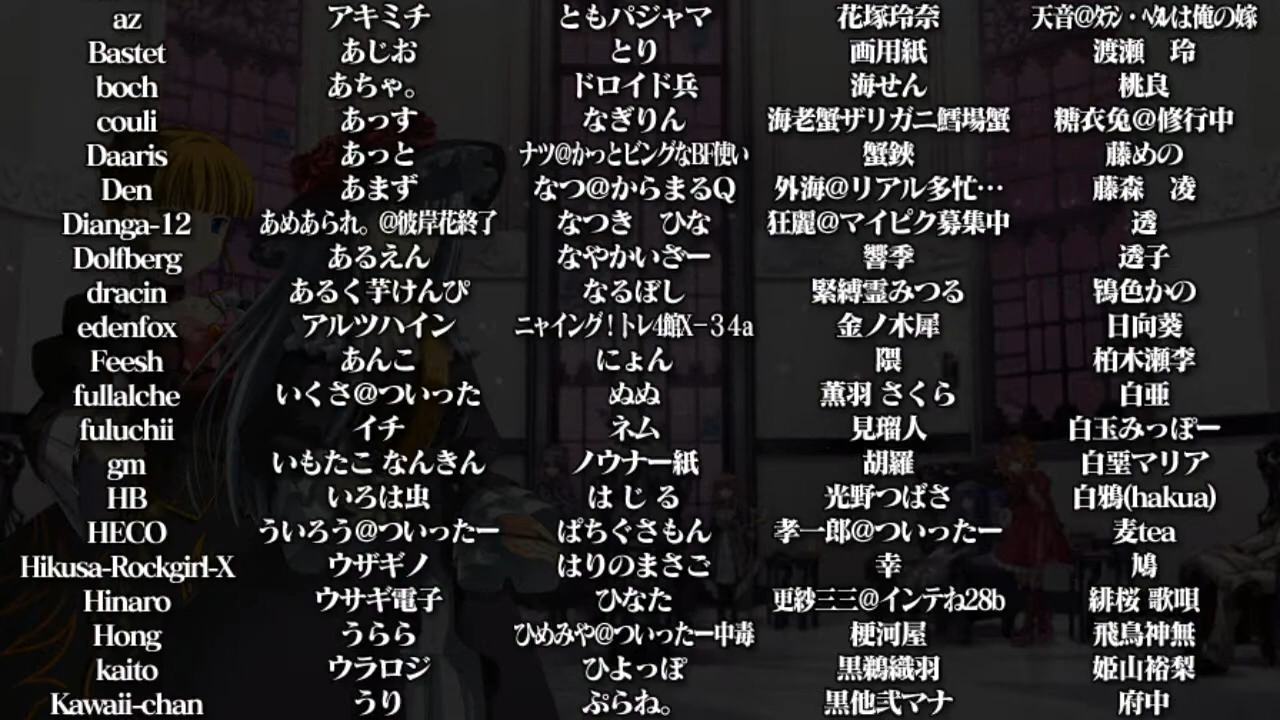 az アキミチ ともパジャマ 花塚玲奈 天音@ﾀﾗﾝ・ﾍﾀﾙは俺の嫁
Bastet あじお とり 画用紙 渡瀬　玲
boch あちゃ。 ドロイド兵 海せん 桃良
couli あっす なぎりん 海老蟹ザリガニ鱈場蟹 糖衣兔@修行中
Daaris あっと ナツ@かっとビングなBF使い 蟹鋏 藤めの
Den あまず なつ@からまるQ 外海@リアル多忙… 藤森　凌
Dianga-12 あめあられ。@彼岸花終了 なつき　ひな 狂麗@マイピク募集中 透
Dolfberg あるえん なやかいざー 響季 透子
dracin あるく芋けんぴ なるぼし 緊縛霊みつる 鴇色かの
edenfox アルツハイン ニャイング！トレ4館X－34a 金ノ木犀 日向葵
Feesh あんこ にょん 隈 柏木瀬李
fullalche いくさ@ついった ぬぬ 薫羽 さくら 白亜
fuluchii イチ ネム 見瑠人 白玉みっぽー
gm いもたこ なんきん ノウナー紙 胡羅 白堊マリア
HB いろは虫 は じ る 光野つばさ 白鴉(hakua)
HECO ういろう@ついったー ぱちぐさもん 孝一郎@ついったー 麦tea
Hikusa-Rockgirl-X ウザギノ はりのまさご 幸 鳩
Hinaro ウサギ電子 ひなた 更紗三三@インテね28b 緋桜 歌唄
Hong うらら ひめみや@ついったー中毒 梗河屋 飛鳥神無
kaito ウラロジ ひよっぽ 黒鵜織羽 姫山裕梨
Kawaii-chan うり ぷらね。 黒他弐マナ 府中